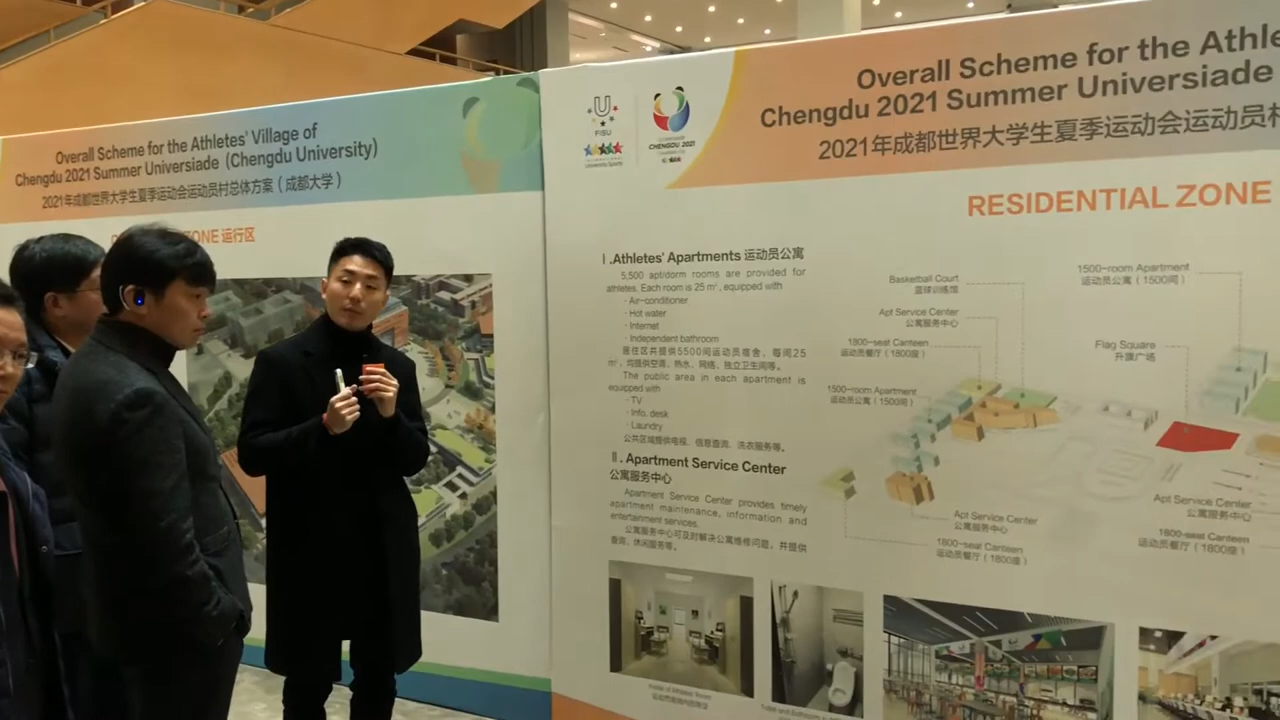 Overall Scheme for the Athletes' Village of
Chengdu 2021 Summer Universiade (Chengdu University)
2021年成都世界大学生夏季运动会运动员村总体方案（成都大学）
ZONE 运行区
FISU
CHENGDU 2021
University Sports
Overall Scheme for the Athle
Chengdu 2021 Summer Universiade
2021年成都世界大学生夏季运动会运动员村
RESIDENTIAL ZONE
Ⅰ.Athletes' Apartments 运动员公寓
5,500 apt/dorm rooms are provided for
athletes. Each room is 25 ㎡, equipped with
· Air-conditioner
· Hot water
· Internet
· Independent bathroom
居住区共提供5500间运动员宿舍，每间25
㎡，均提供空调、热水、网络、独立卫生间等。
The public area in each apartment is
equipped with
· TV
· Info. desk
· Laundry
公共区域提供电视、信息查询、洗衣服务等。
Ⅱ. Apartment Service Center
公寓服务中心
Apartment Service Center provides timely
apartment maintenance, information and
entertainment services.
公寓服务中心可及时解决公寓维修问题，并提供
查询、休闲服务等。
Basketball Court
篮球训练馆
Apt Service Center
公寓服务中心
1800-seat Canteen
运动员餐厅（1800座）
1500-room Apartment
运动员公寓（1500间）
1500-room Apartment
运动员公寓（1500间）
Flag Square
升旗广场
Apt Service Center
公寓服务中心
1800-seat Canteen
运动员餐厅（1800座）
Apt Service Center
公寓服务中心
1800-seat Canteen
运动员餐厅（1800座）